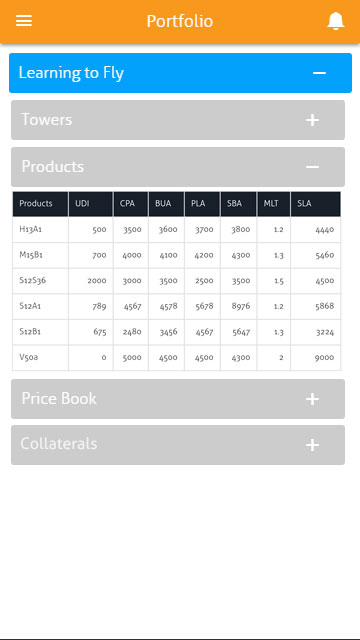 Portfolio
Learning to Fly
Towers
Products
Products UDI CPA BUA PLA SBA MLT SLA
H13A1 500 3500 3600 3700 3800 1.2 4440
M15B1 700 4000 4100 4200 4300 1.3 5460
S12S36 2000 3000 3500 2500 3500 1.5 4500
S12A1 789 4567 4578 5678 8976 1.2 5868
S12B1 675 2480 3456 4567 5647 1.3 3224
V50a 0 5000 4500 4500 4300 2 9000
Price Book
Collaterals